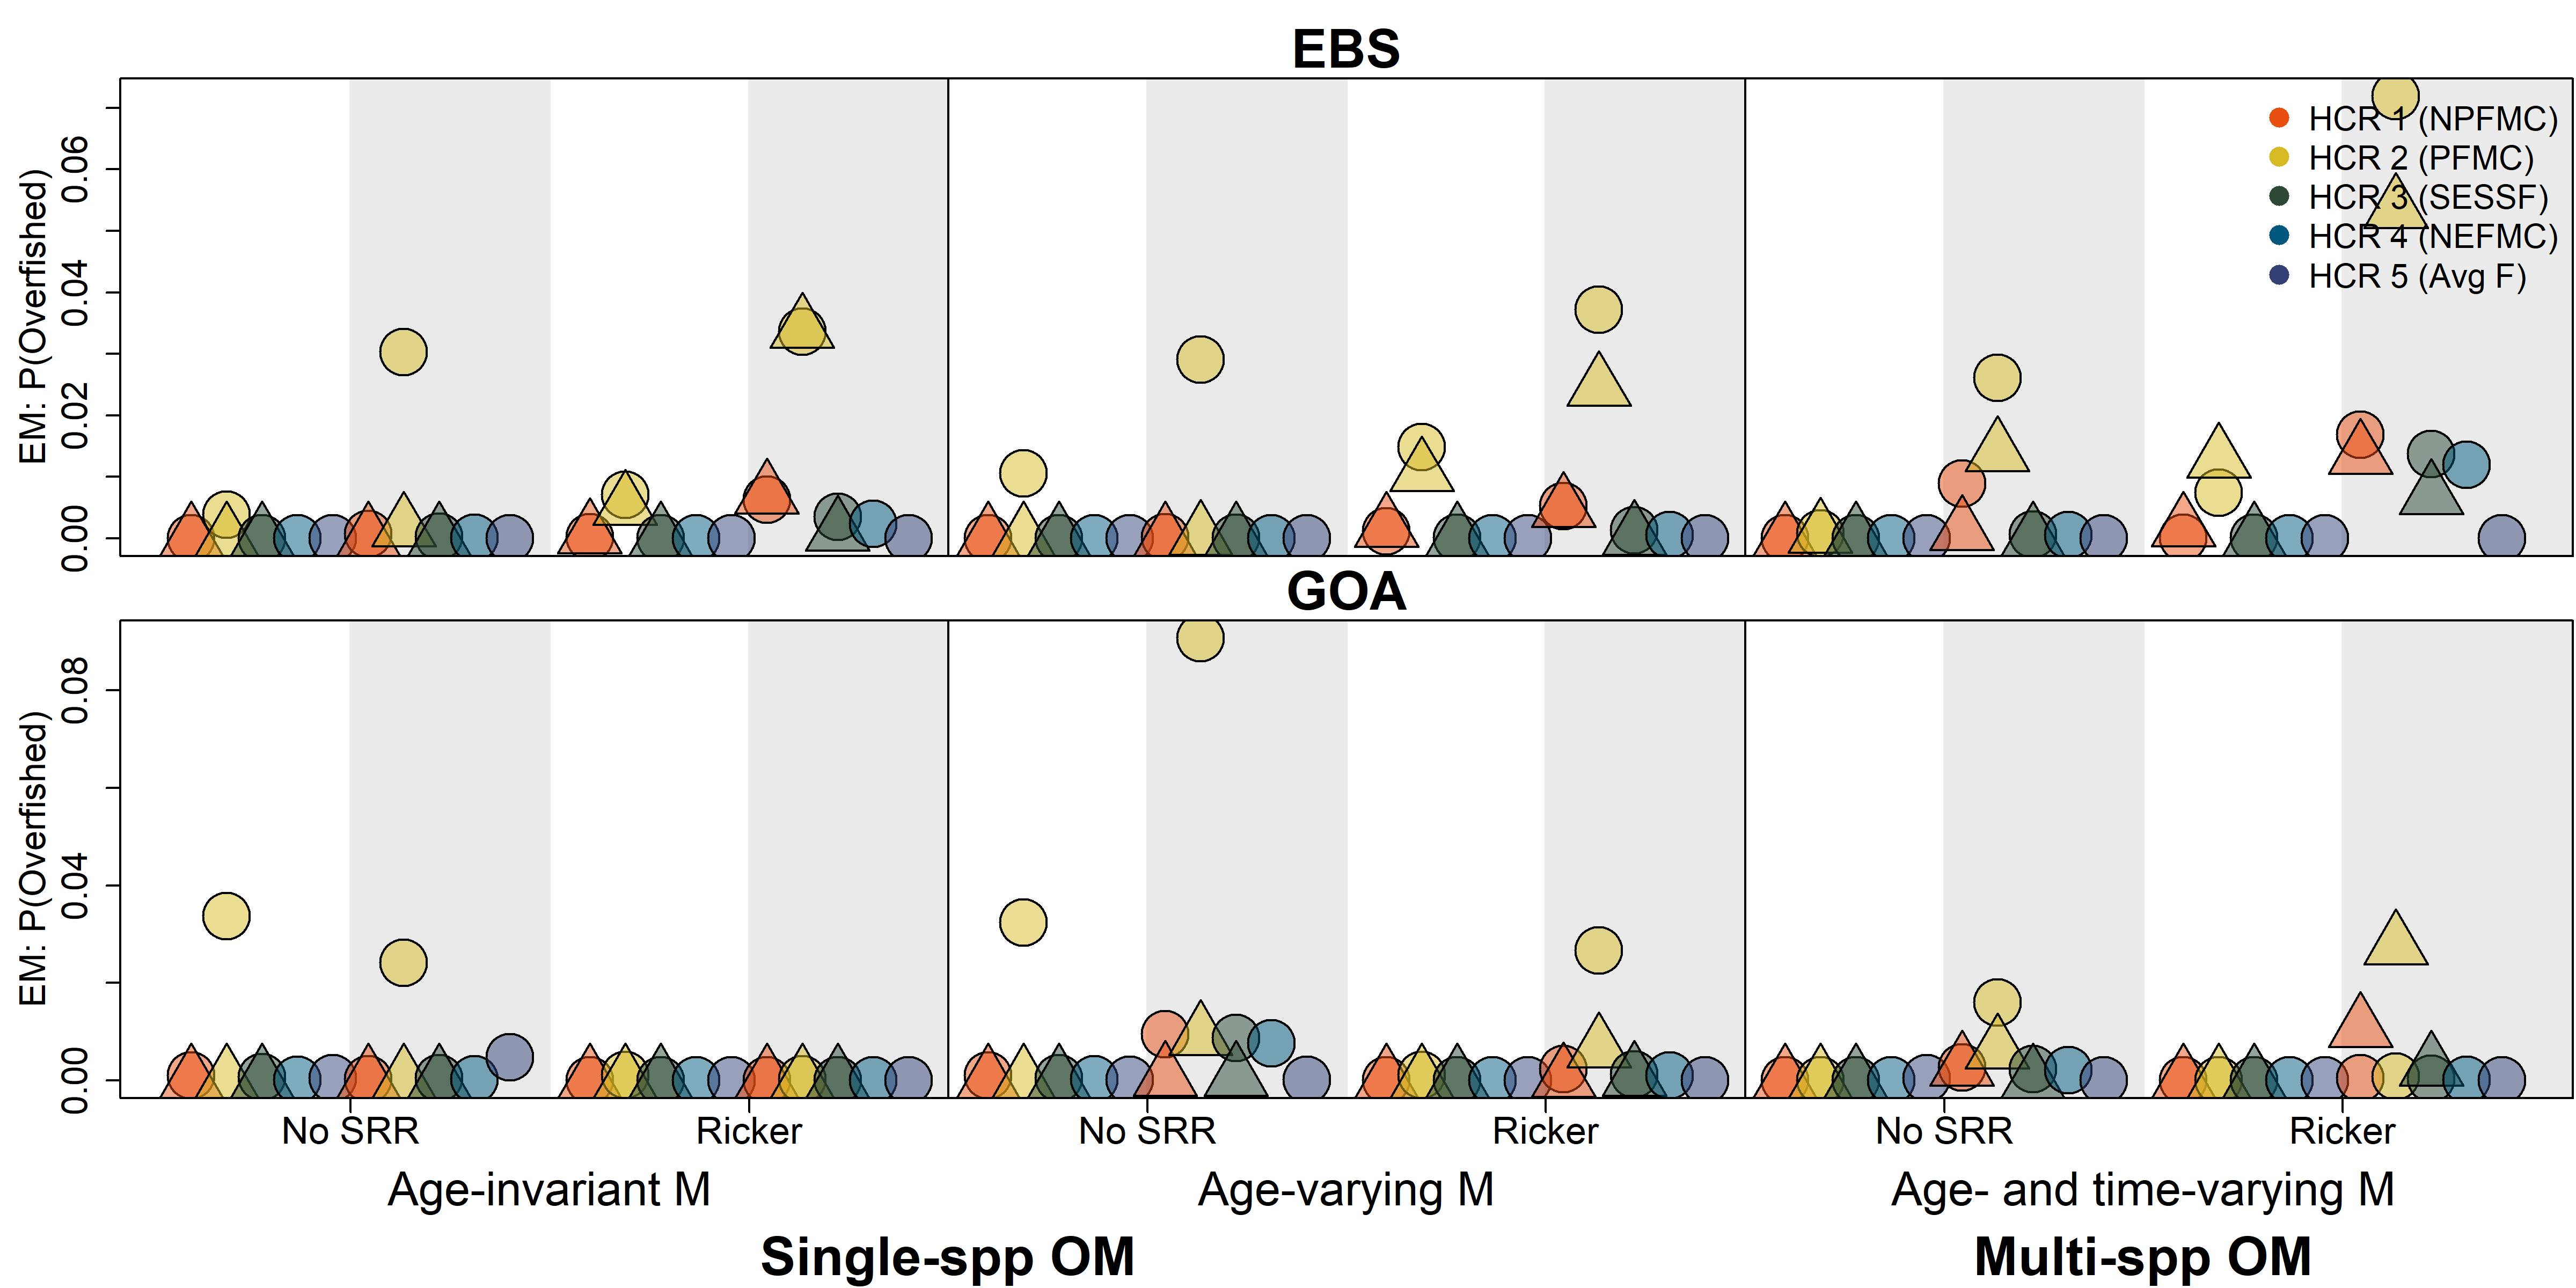 EBS
EM: P(Overfished)
0.06
0.04
0.02
0.00
HCR 1 (NPFMC)
HCR 2 (PFMC)
HCR 3 (SESSF)
HCR 4 (NEFMC)
HCR 5 (Avg F)
GOA
EM: P(Overfished)
0.08
0.04
0.00
No SRR Ricker No SRR Ricker No SRR Ricker
Age-invariant M Age-varying M Age- and time-varying M
Single-spp OM Multi-spp OM